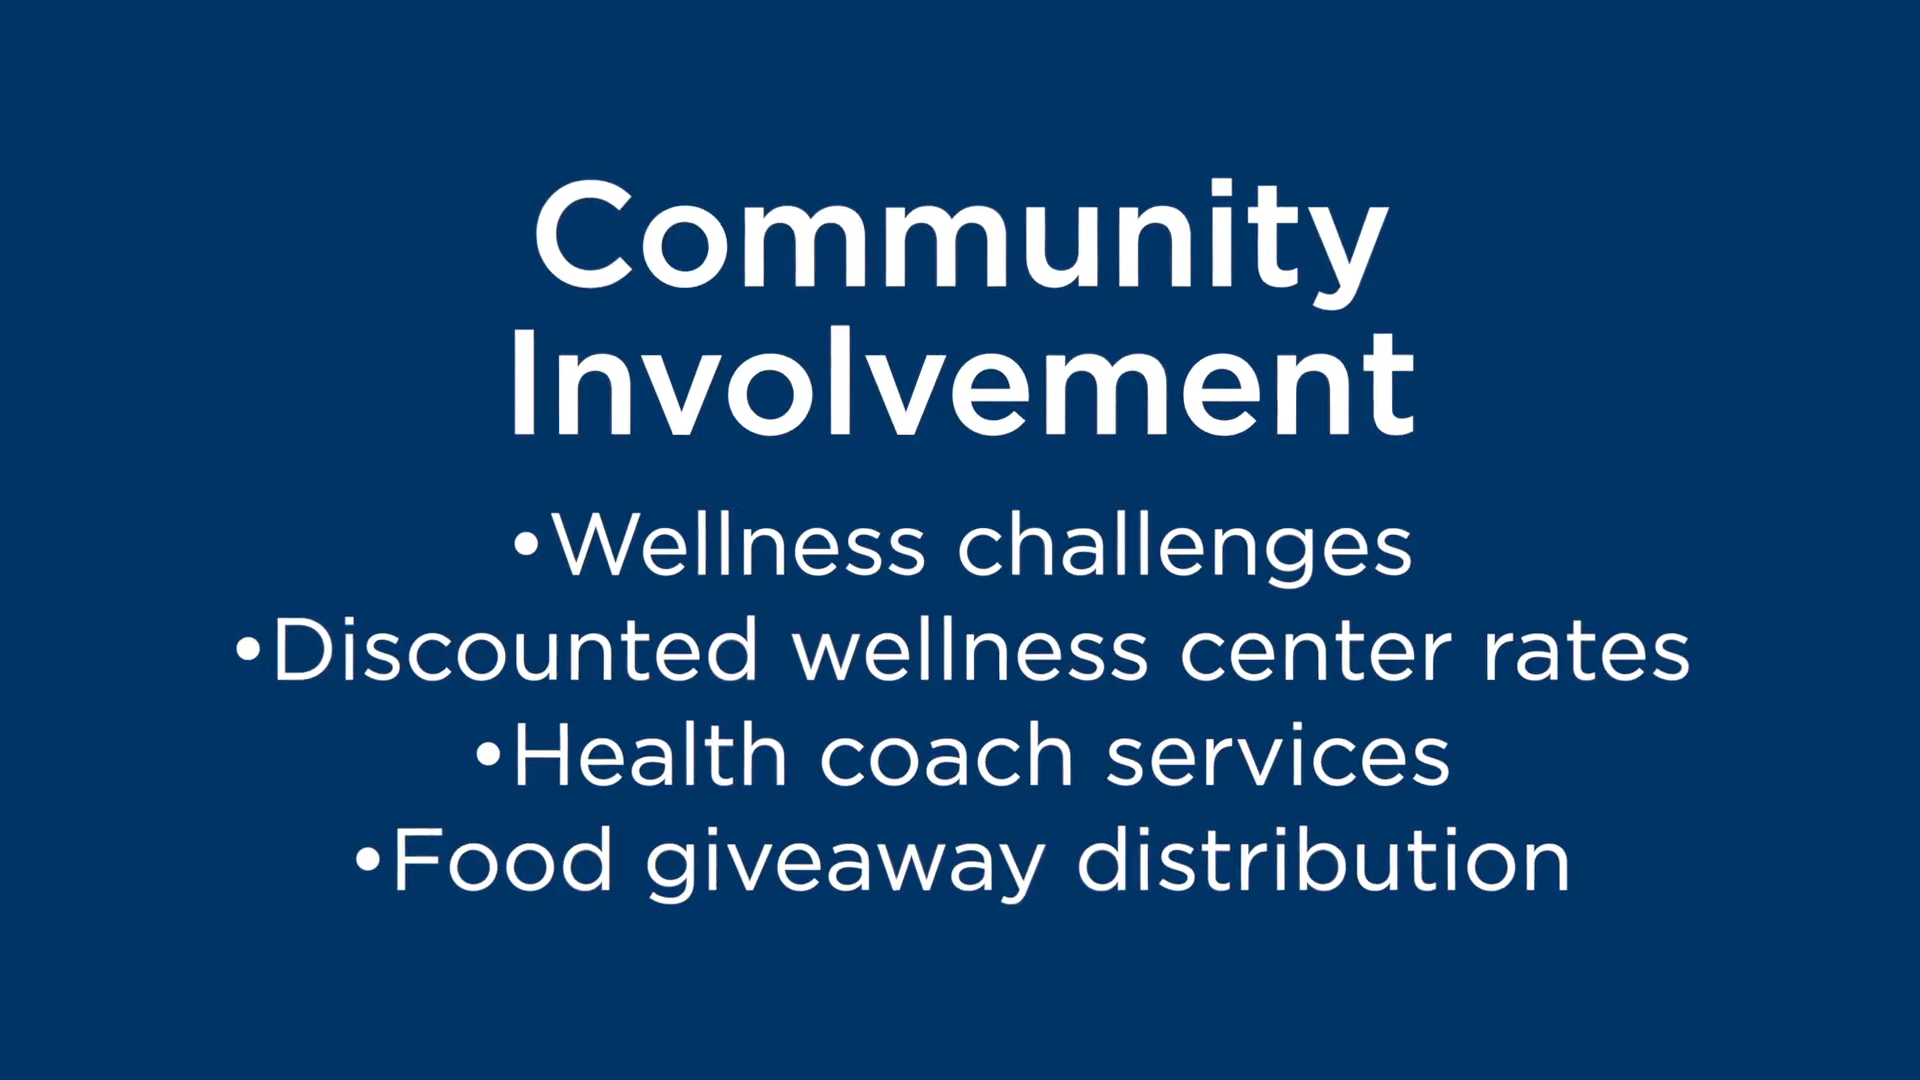 Community
Involvement
•Wellness challenges
•Discounted wellness center rates
•Health coach services
•Food giveaway distribution